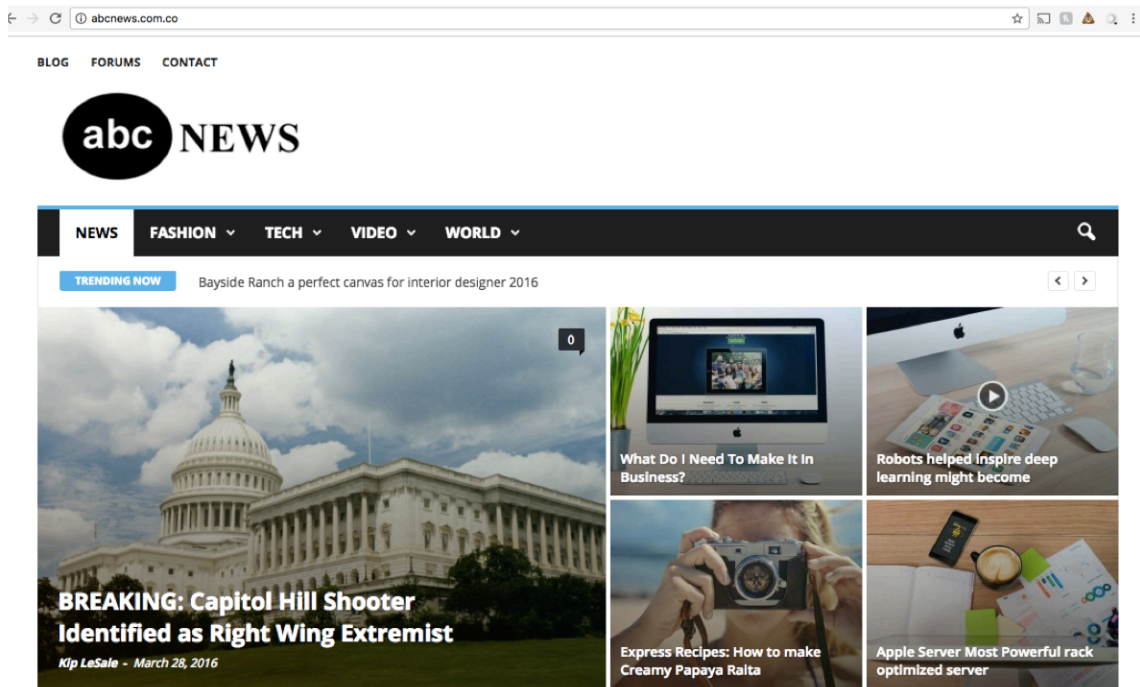 abcnews.com.co
BLOG FORUMS CONTACT
abc NEWS
NEWS FASHION TECH VIDEO WORLD
TRENDING NOW Bayside Ranch a perfect canvas for interior designer 2016
0
BREAKING: Capitol Hill Shooter
Identified as Right Wing Extremist
Kip LeSale - March 28, 2016
What Do I Need To Make It In
Business?
Robots helped inspire deep
learning might become
Express Recipes: How to make
Creamy Papaya Raita
Apple Server Most Powerful rack
optimized server